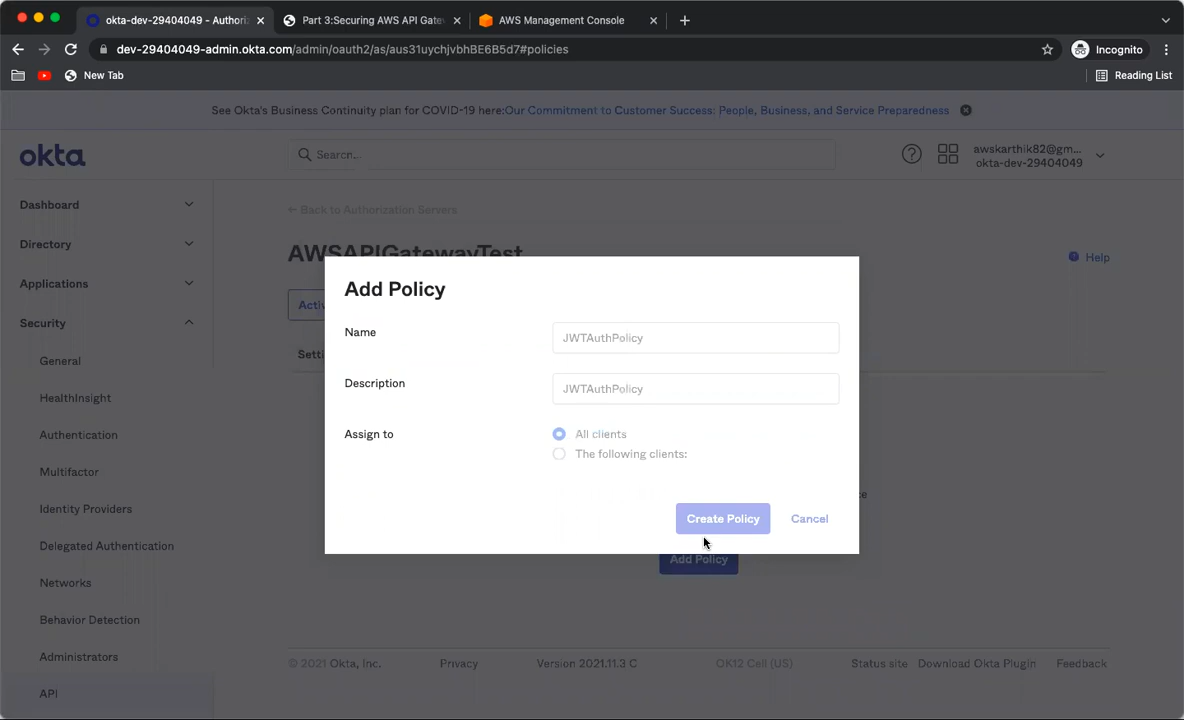 okta-dev-29404049 - Authoriz
Part 3:Securing AWS API Gatew
AWS Management Console
dev-29404049-admin.okta.com/admin/oauth2/as/aus31uychjvbhBE6B5d7#policies
Incognito
New Tab
Reading List
See Okta's Business Continuity plan for COVID-19 here:Our Commitment to Customer Success: People, Business, and Service Preparedness
okta
Search...
awskarthik82@gm...
okta-dev-29404049
Dashboard
Directory
Applications
Security
General
HealthInsight
Authentication
Multifactor
Identity Providers
Delegated Authentication
Networks
Behavior Detection
Administrators
API
← Back to Authorization Servers
AWSAPIGatewayTest
Help
Activ
Setti
Add Policy
Name
JWTAuthPolicy
Description
JWTAuthPolicy
Assign to
All clients
The following clients:
Create Policy
Cancel
Add Policy
© 2021 Okta, Inc.
Privacy
Version 2021.11.3 C
OK12 Cell (US)
Status site
Download Okta Plugin
Feedback